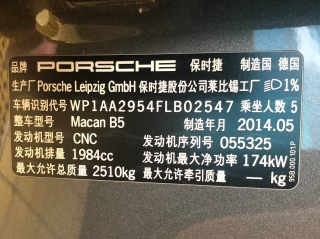 品牌 PORSCHE 保时捷 制造国 德国
生产厂 Porsche Leipzig GmbH 保时捷股份公司莱比锡工厂 1%
车辆识别代号 WP1AA2954FLB02547 乘坐人数 5
整车型号 Macan B5 制造年月 2014.05
发动机型号 CNC 发动机序列号 055325
发动机排量 1984cc 发动机最大净功率 174kW
最大允许总质量 2510kg 最大允许牵引质量 — kg
95B.000.101P